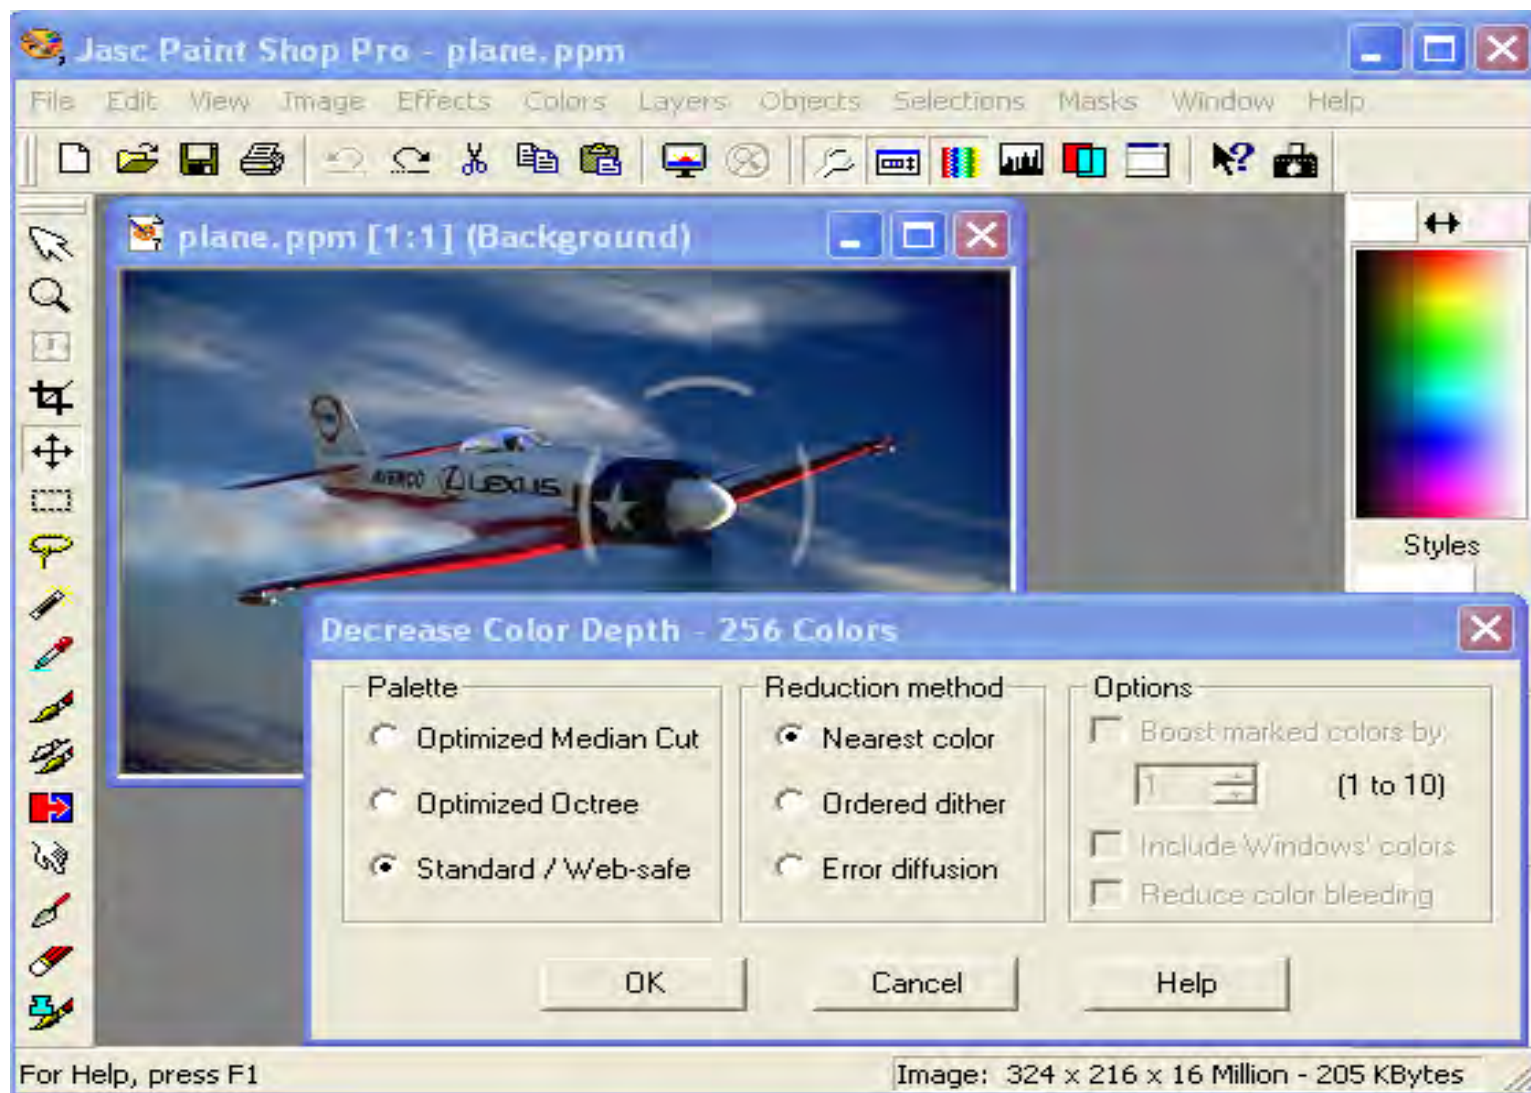 Jasc Paint Shop Pro - plane.ppm
File Edit View Image Effects Colors Layers Objects Selections Masks Window Help
plane.ppm [1:1] (Background)
AVEMCO LEXUS
Styles
Decrease Color Depth - 256 Colors
Palette
Optimized Median Cut
Optimized Octree
Standard / Web-safe
Reduction method
Nearest color
Ordered dither
Error diffusion
Options
Boost marked colors by:
1 (1 to 10)
Include Windows' colors
Reduce color bleeding
OK Cancel Help
For Help, press F1
Image: 324 x 216 x 16 Million - 205 KBytes